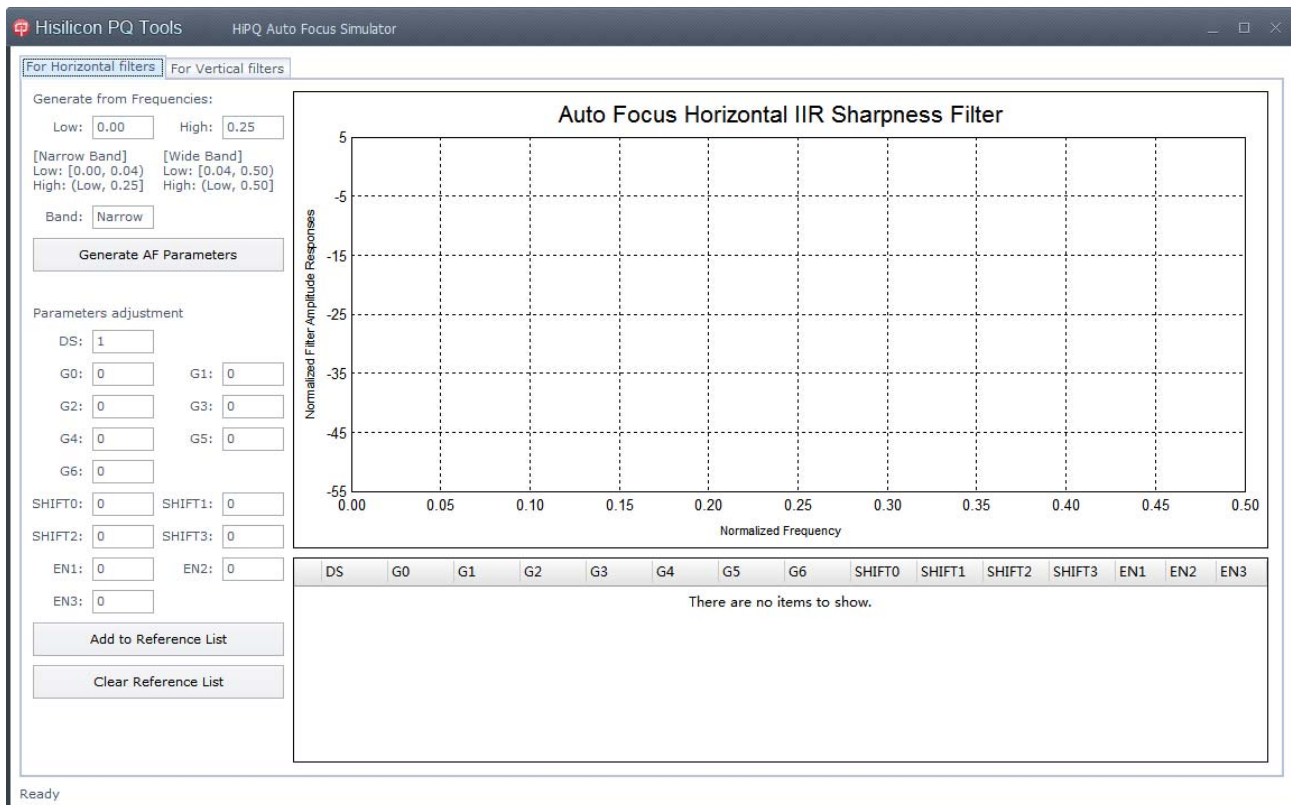 Hisilicon PQ Tools HiPQ Auto Focus Simulator
For Horizontal filters For Vertical filters
Generate from Frequencies:
Low: 0.00 High: 0.25
[Narrow Band] [Wide Band]
Low: [0.00, 0.04) Low: [0.04, 0.50)
High: (Low, 0.25] High: (Low, 0.50]
Band: Narrow
Generate AF Parameters
Parameters adjustment
DS: 1
G0: 0 G1: 0
G2: 0 G3: 0
G4: 0 G5: 0
G6: 0
SHIFT0: 0 SHIFT1: 0
SHIFT2: 0 SHIFT3: 0
EN1: 0 EN2: 0
EN3: 0
Add to Reference List
Clear Reference List
Auto Focus Horizontal IIR Sharpness Filter
Normalized Filter Amplitude Responses
5
-5
-15
-25
-35
-45
-55
0.00 0.05 0.10 0.15 0.20 0.25 0.30 0.35 0.40 0.45 0.50
Normalized Frequency
DS G0 G1 G2 G3 G4 G5 G6 SHIFT0 SHIFT1 SHIFT2 SHIFT3 EN1 EN2 EN3
There are no items to show.
Ready